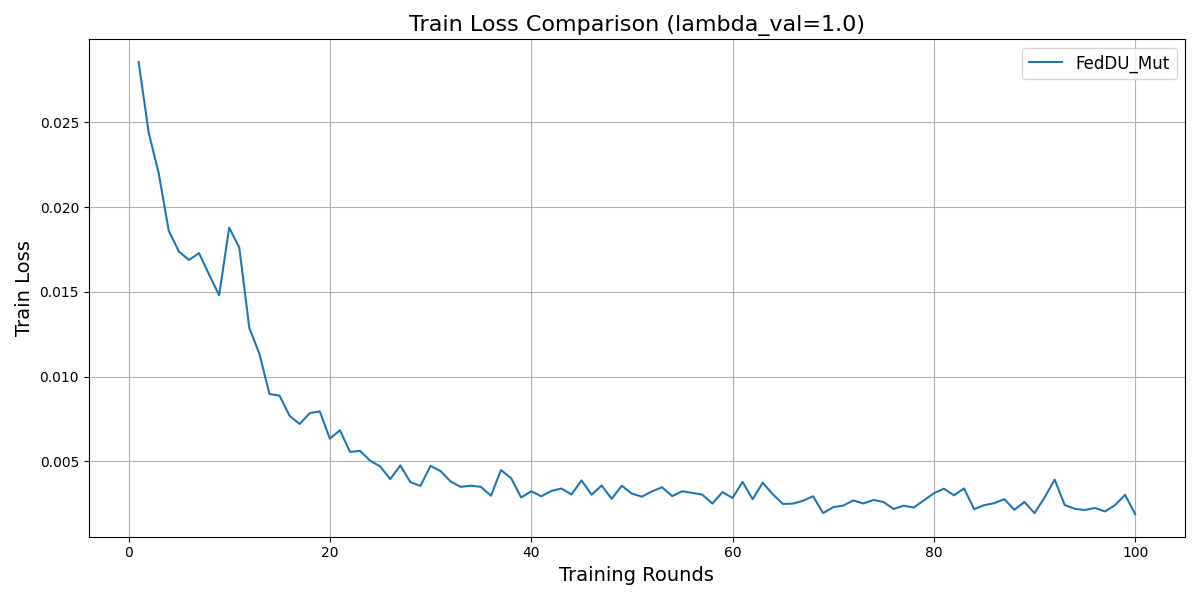 Train Loss Comparison (lambda_val=1.0)
FedDU_Mut
Train Loss
0.025
0.020
0.015
0.010
0.005
0 20 40 60 80 100
Training Rounds